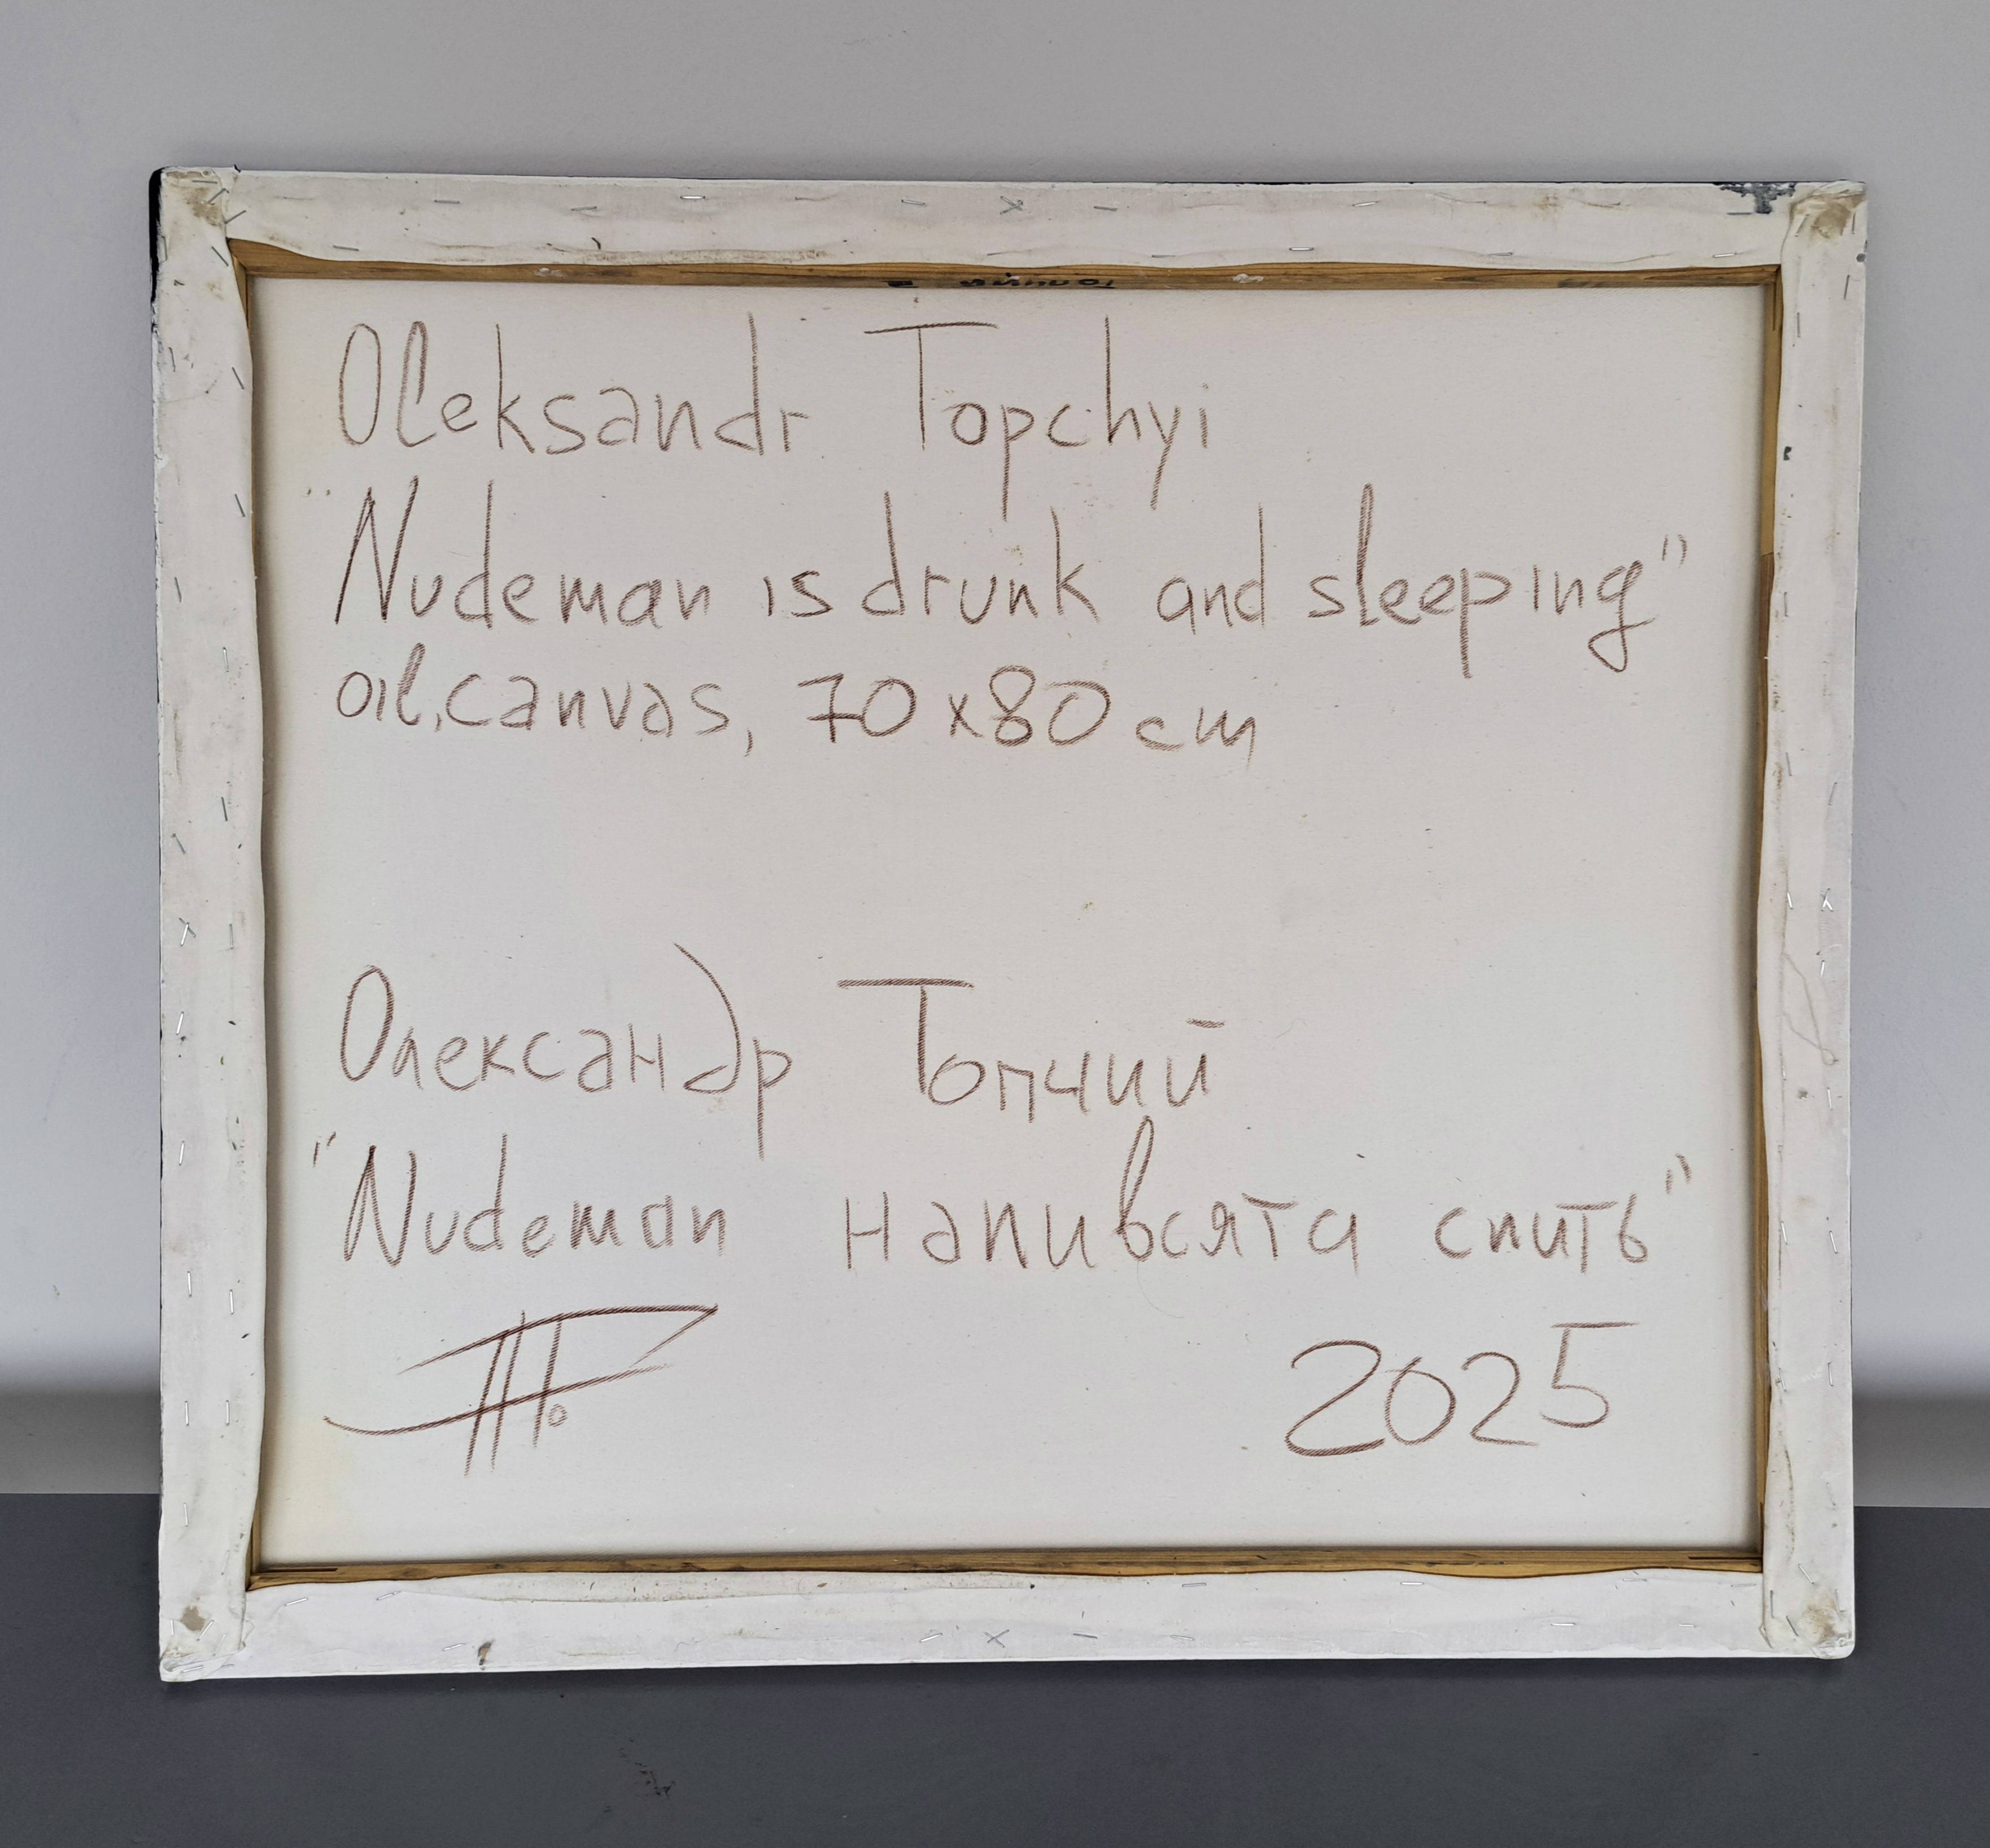 Oleksandr Topchyi
"Nudeman is drunk and sleeping"
oil, canvas, 70x80 cm
Олександр Топчий
"Nudeman напивсята спить"
2025